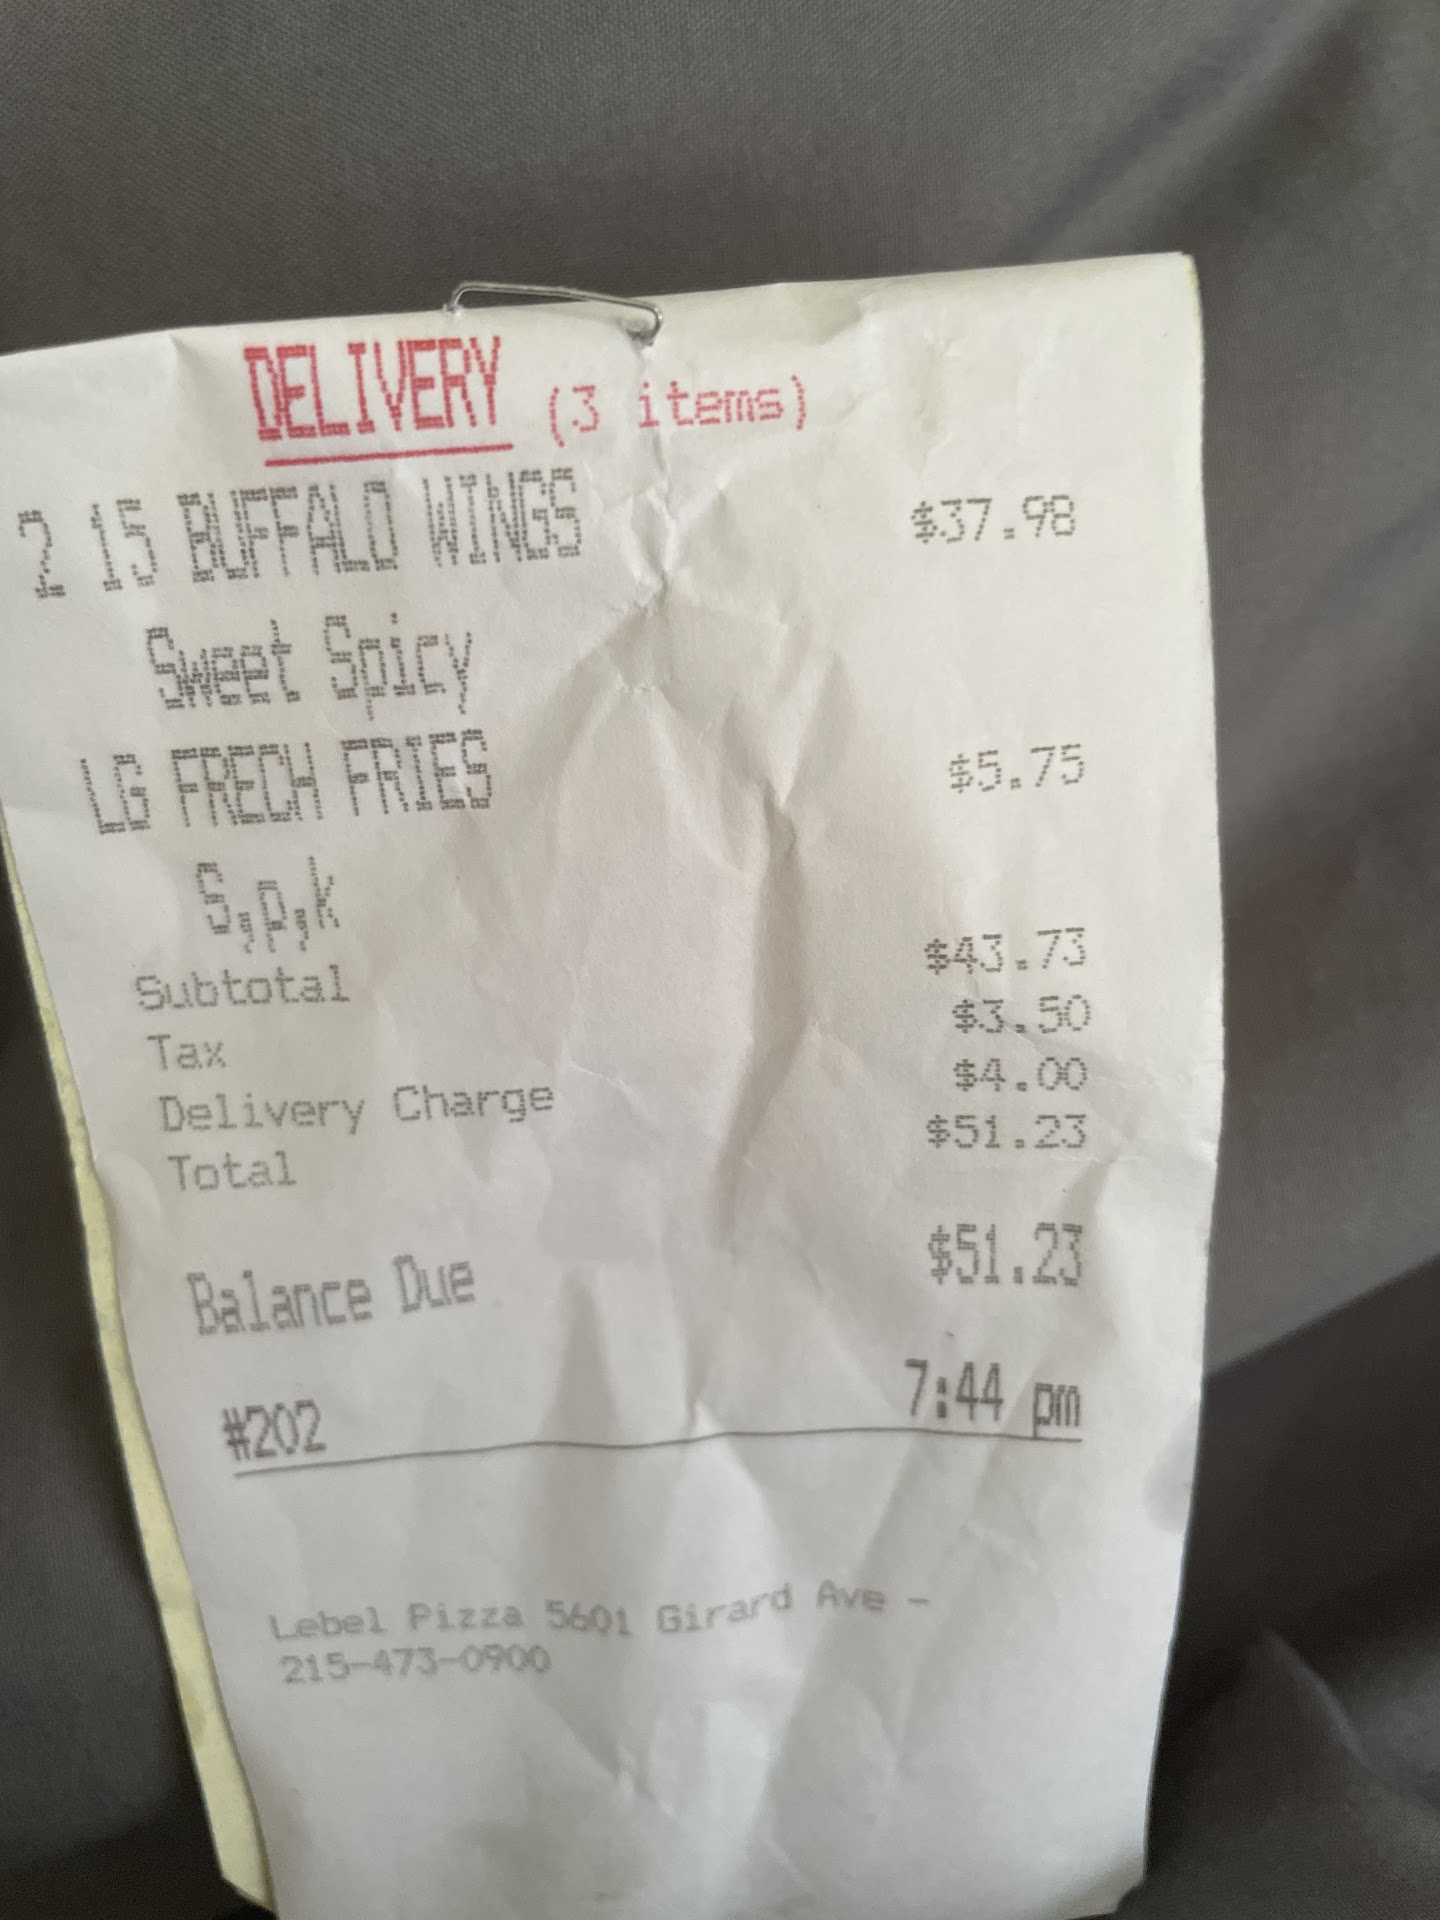 DELIVERY (3 items)
2 15 BUFFALO WINGS $37.98
Sweet Spicy
LG FRECH FRIES $5.75
S,p,k
Subtotal $43.73
Tax $3.50
Delivery Charge $4.00
Total $51.23
Balance Due $51.23
#202 7:44 pm
Lebel Pizza 5601 Girard Ave -
215-473-0900